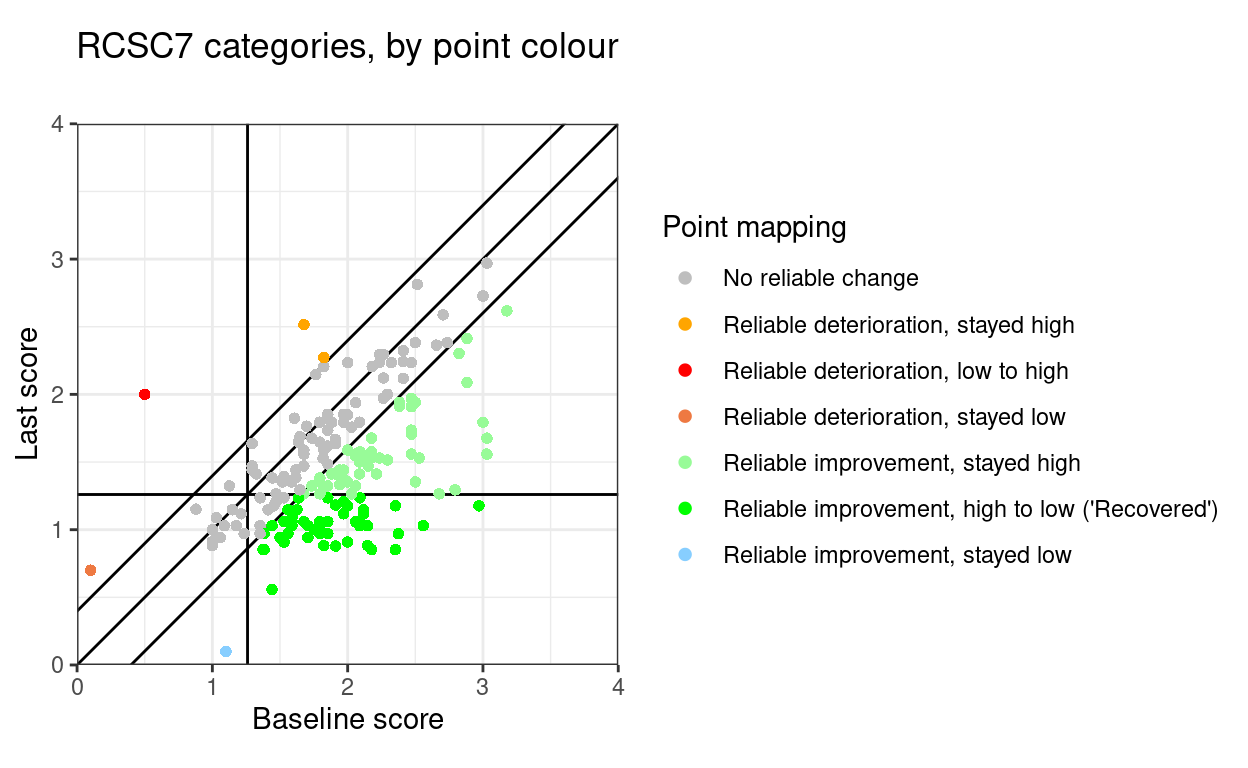 RCSC7 categories, by point colour
4
3
2
1
0
0 1 2 3 4
Last score
Baseline score
Point mapping
No reliable change
Reliable deterioration, stayed high
Reliable deterioration, low to high
Reliable deterioration, stayed low
Reliable improvement, stayed high
Reliable improvement, high to low ('Recovered')
Reliable improvement, stayed low